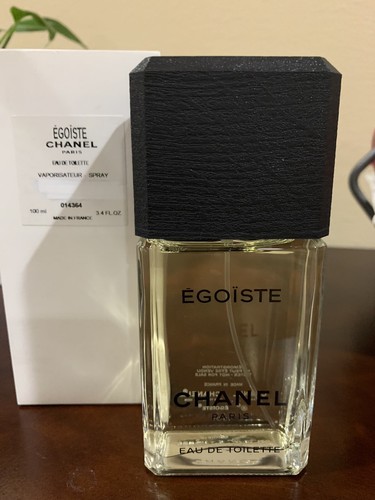 ÉGOÏSTE
CHANEL
PARIS
EAU DE TOILETTE
VAPORISATEUR - SPRAY
014364
100 ml 3.4 FL.OZ
MADE IN FRANCE
ÉGOÏSTE
CHANEL
PARIS
EAU DE TOILETTE